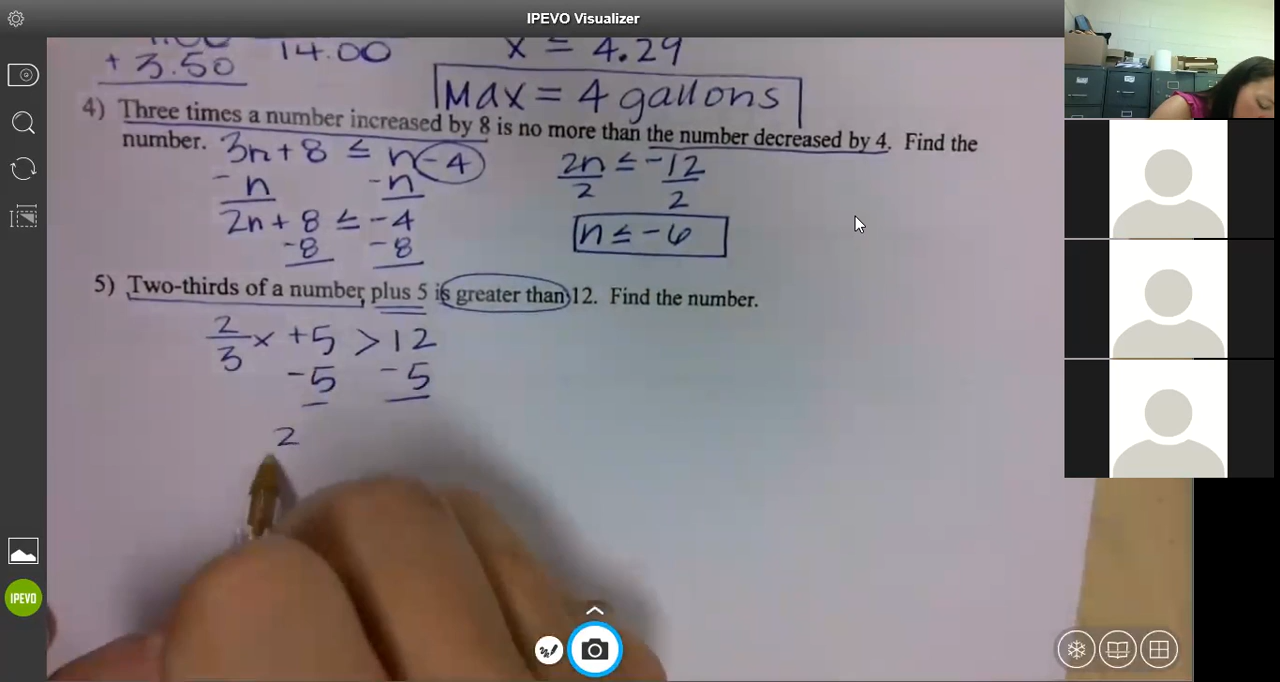 IPEVO Visualizer
+ 3.50 14.00 x = 4.29
Max = 4 gallons
4) Three times a number increased by 8 is no more than the number decreased by 4. Find the
number. 3n + 8 ≤ n - 4 2n ≤ -12
- n -n 2 2
2n + 8 ≤ -4 n ≤ -6
-8 -8
5) Two-thirds of a number plus 5 is greater than 12. Find the number.
2/3 x + 5 > 12
-5 -5
2
IPEVO